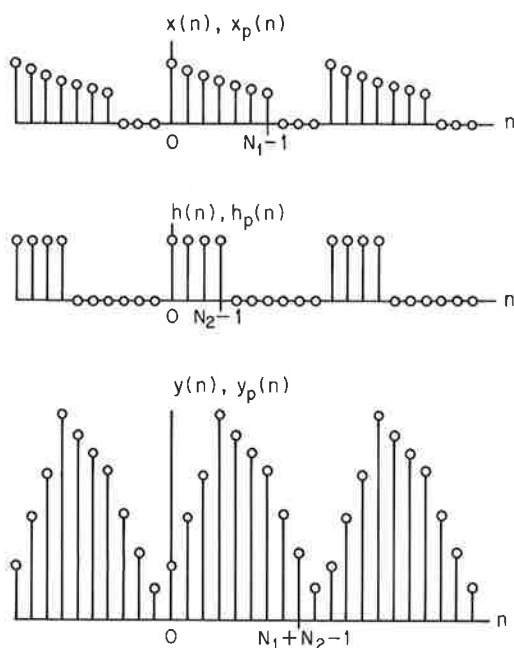 x(n), xₚ(n)
n
0
N₁−1
h(n), hₚ(n)
n
0
N₂−1
y(n), yₚ(n)
n
0
N₁+N₂−1